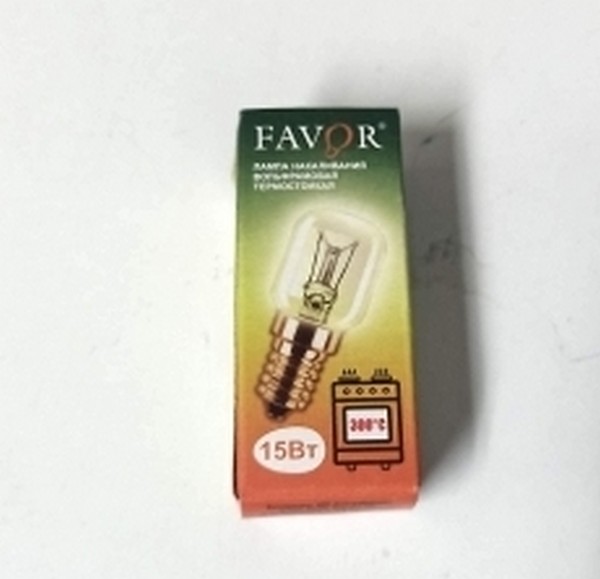 FAVOR®
ЛАМПА НАКАЛИВАНИЯ
ВОЛЬФРАМОВАЯ
ТЕРМОСТОЙКАЯ
300°C
15Вт